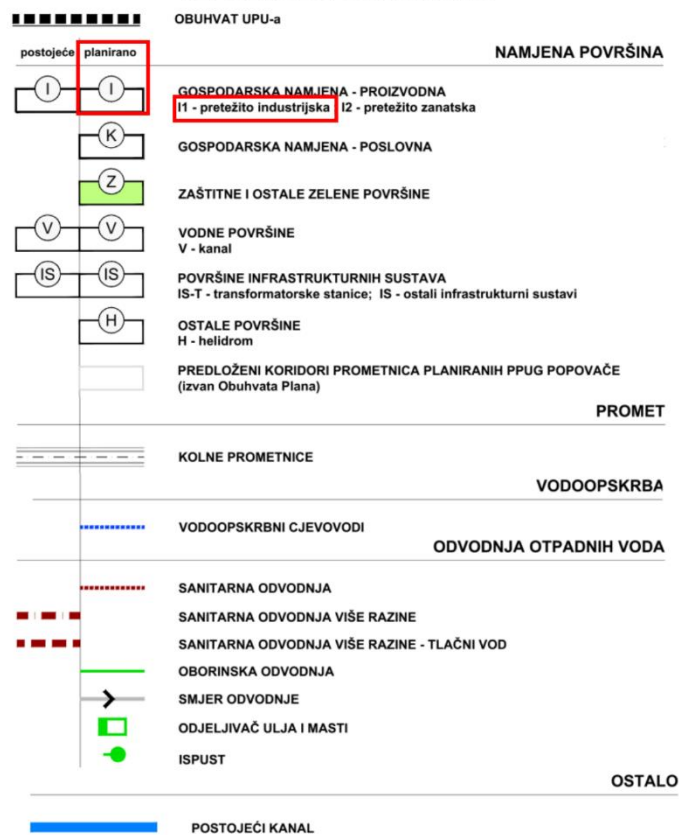 OBUHVAT UPU-a
postojeće planirano
NAMJENA POVRŠINA
I I GOSPODARSKA NAMJENA - PROIZVODNA
I1 - pretežito industrijska I2 - pretežito zanatska
K GOSPODARSKA NAMJENA - POSLOVNA
Z ZAŠTITNE I OSTALE ZELENE POVRŠINE
V V VODNE POVRŠINE
V - kanal
IS IS POVRŠINE INFRASTRUKTURNIH SUSTAVA
IS-T - transformatorske stanice; IS - ostali infrastrukturni sustavi
H OSTALE POVRŠINE
H - helidrom
PREDLOŽENI KORIDORI PROMETNICA PLANIRANIH PPUG POPOVAČE
(izvan Obuhvata Plana)
PROMET
KOLNE PROMETNICE
VODOOPSKRBA
VODOOPSKRBNI CJEVOVODI
ODVODNJA OTPADNIH VODA
SANITARNA ODVODNJA
SANITARNA ODVODNJA VIŠE RAZINE
SANITARNA ODVODNJA VIŠE RAZINE - TLAČNI VOD
OBORINSKA ODVODNJA
SMJER ODVODNJE
ODJELJIVAČ ULJA I MASTI
ISPUST
OSTALO
POSTOJEĆI KANAL